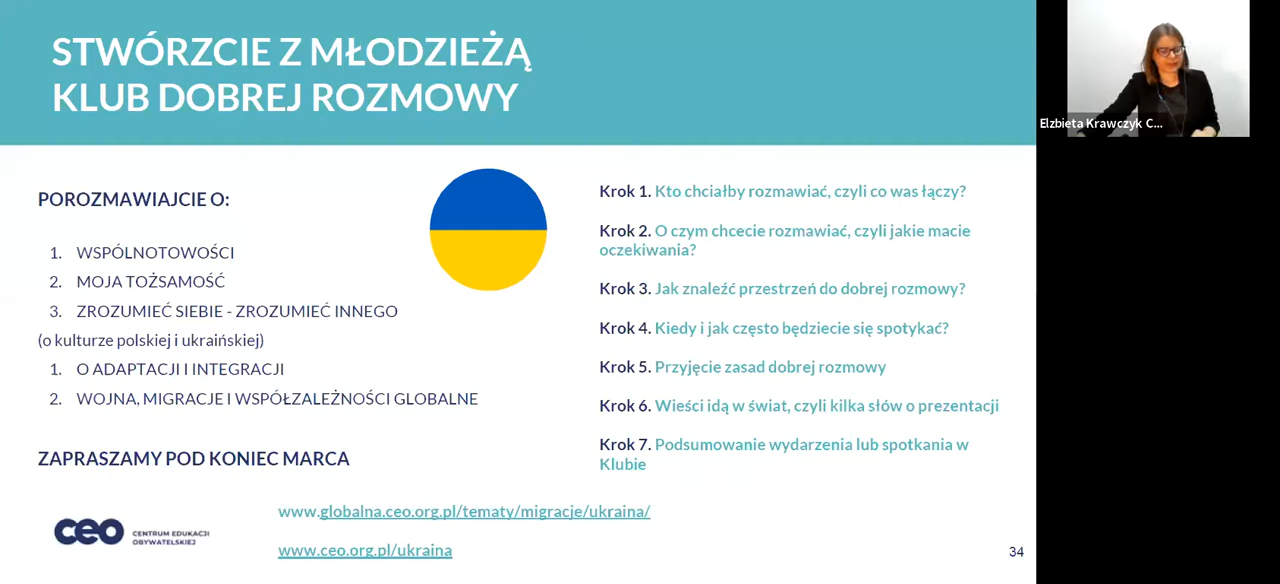 STWÓRZCIE Z MŁODZIEŻĄ
KLUB DOBREJ ROZMOWY
POROZMAWIAJCIE O:
1. WSPÓLNOTOWOŚCI
2. MOJA TOŻSAMOŚĆ
3. ZROZUMIEĆ SIEBIE - ZROZUMIEĆ INNEGO
(o kulturze polskiej i ukraińskiej)
1. O ADAPTACJI I INTEGRACJI
2. WOJNA, MIGRACJE I WSPÓŁZALEŻNOŚCI GLOBALNE
ZAPRASZAMY POD KONIEC MARCA
Krok 1. Kto chciałby rozmawiać, czyli co was łączy?
Krok 2. O czym chcecie rozmawiać, czyli jakie macie
oczekiwania?
Krok 3. Jak znaleźć przestrzeń do dobrej rozmowy?
Krok 4. Kiedy i jak często będziecie się spotykać?
Krok 5. Przyjęcie zasad dobrej rozmowy
Krok 6. Wieści idą w świat, czyli kilka słów o prezentacji
Krok 7. Podsumowanie wydarzenia lub spotkania w
Klubie
www.globalna.ceo.org.pl/tematy/migracje/ukraina/
www.ceo.org.pl/ukraina
ceo
CENTRUM EDUKACJI
OBYWATELSKIEJ
34
Elzbieta Krawczyk C...